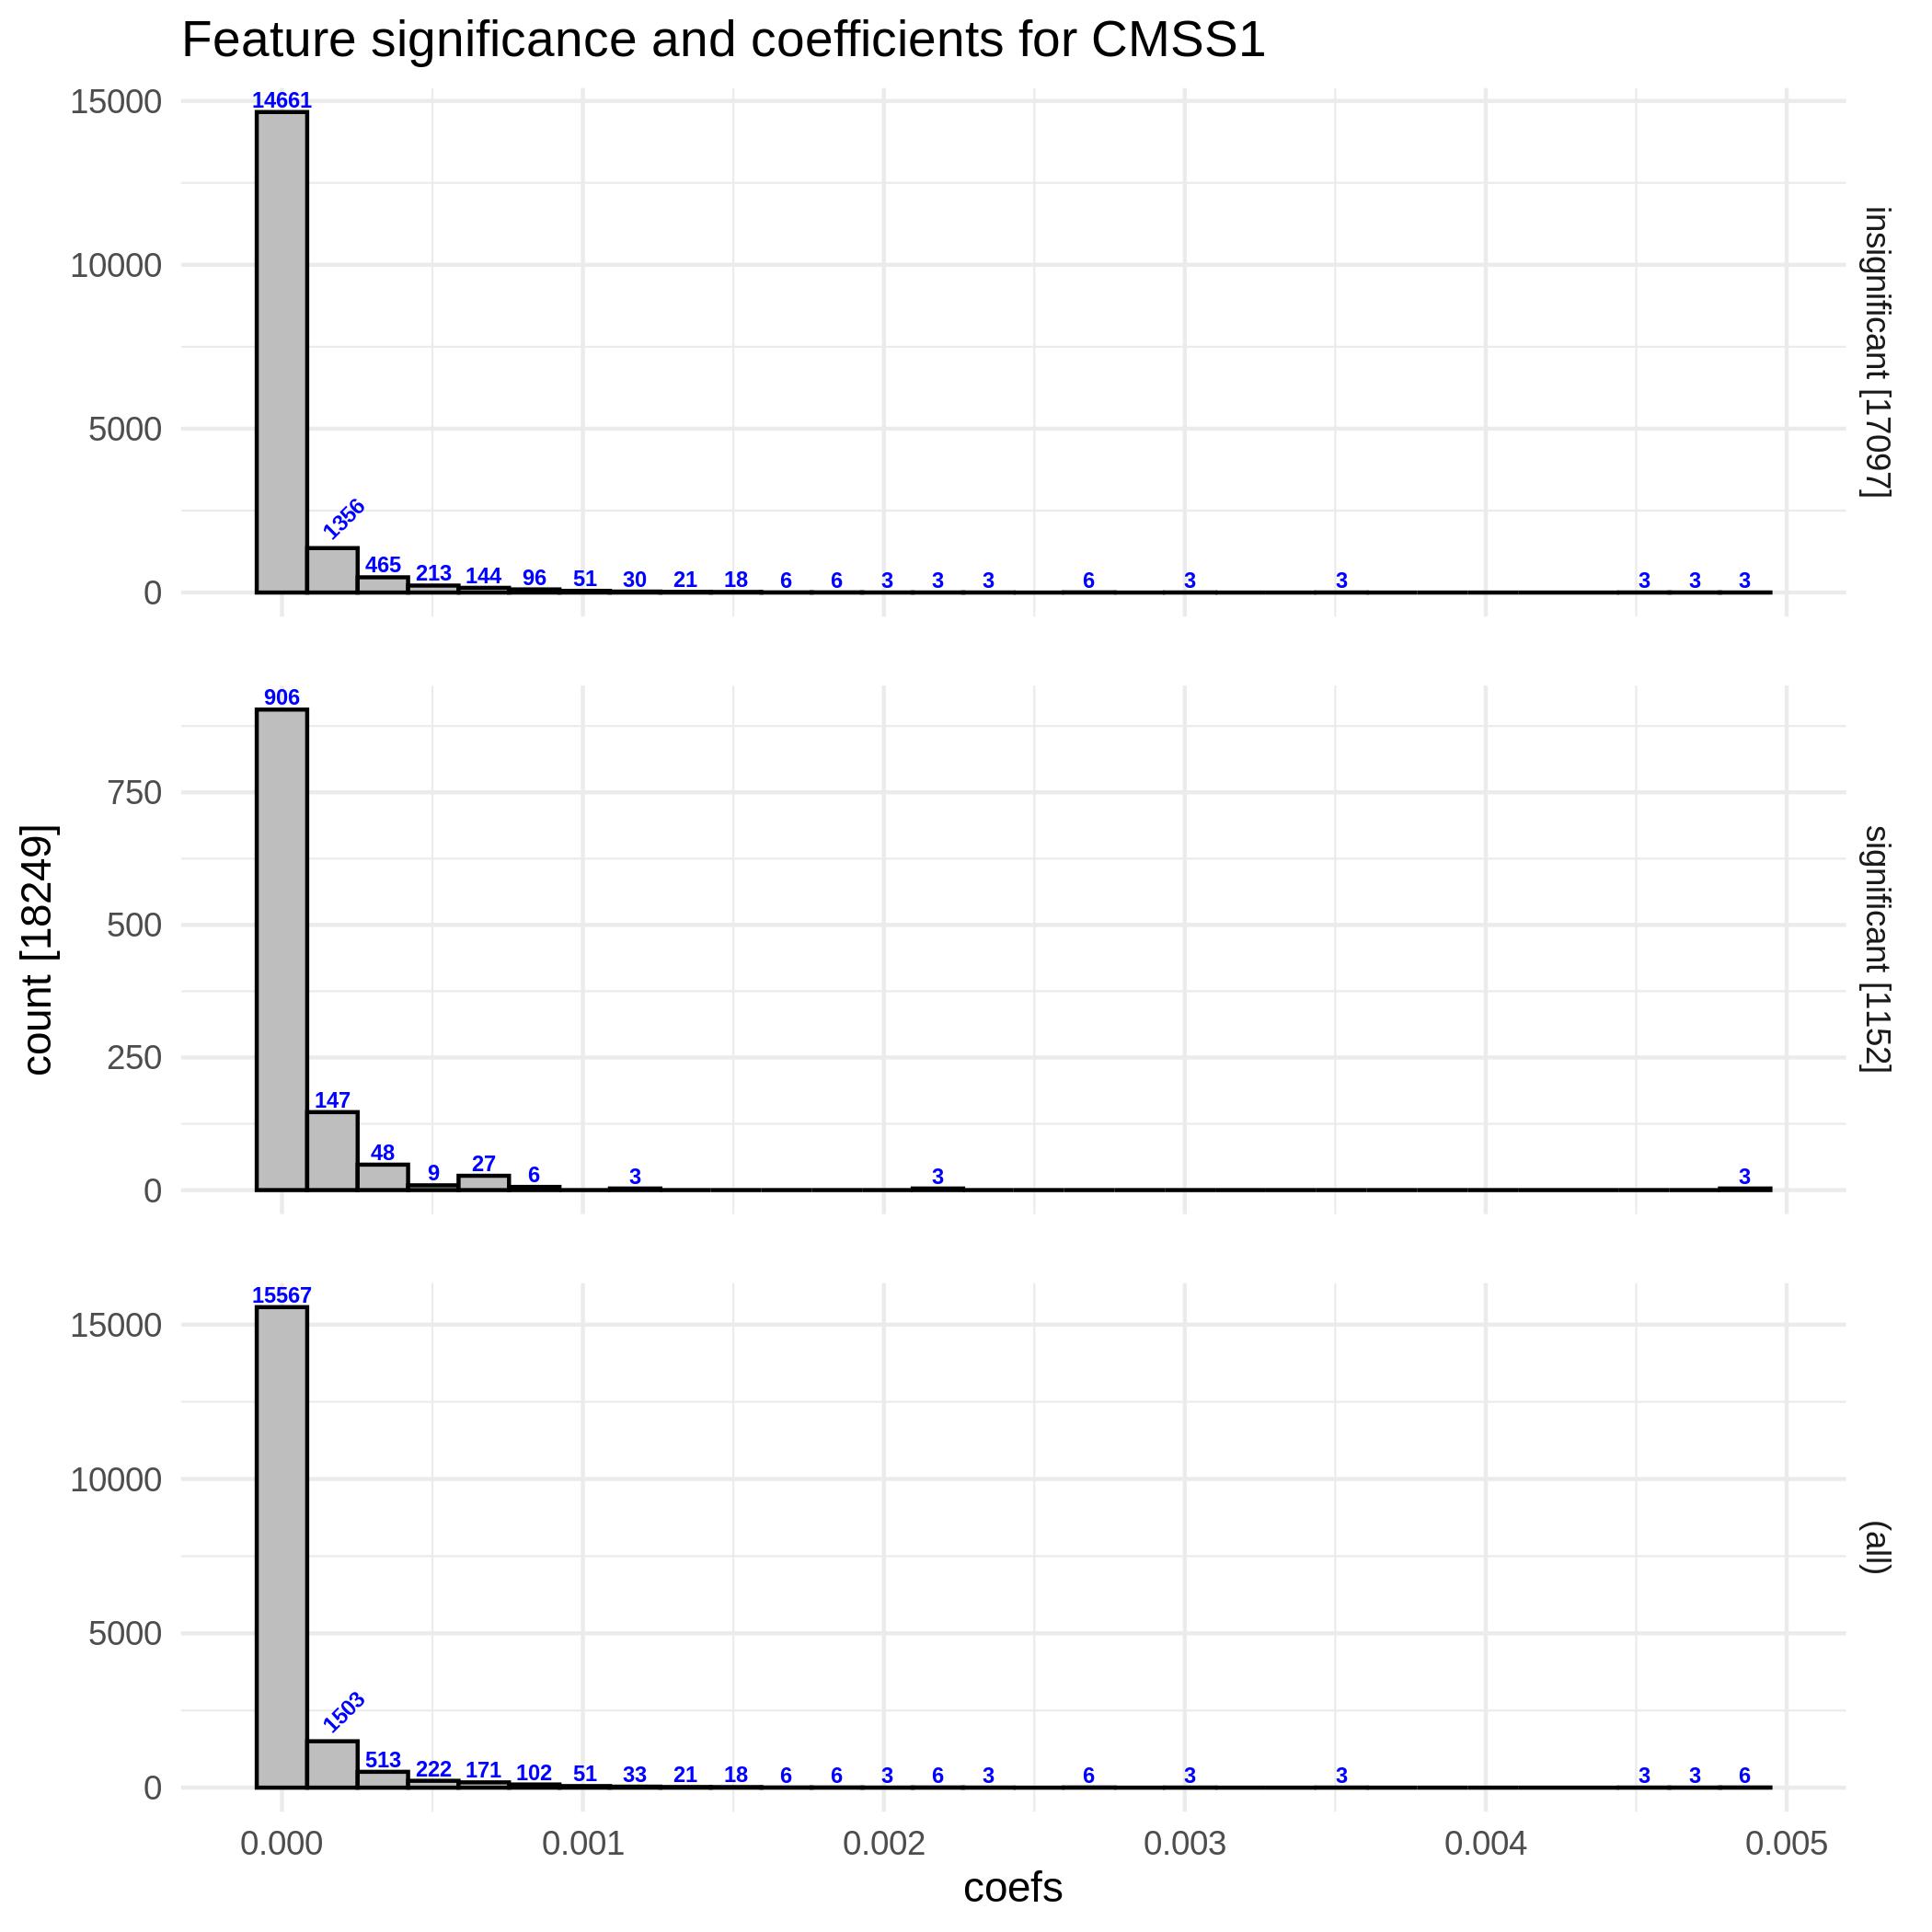 Feature significance and coefficients for CMSS1
count [18249]
15000
10000
5000
0
14661
1356
465 213 144 96 51 30 21 18 6 6 3 3 3 6 3 3 3 3 3
insignificant [17097]
750
500
250
0
906
147
48 9 27 6 3 3 3
significant [1152]
15000
10000
5000
0
15567
1503
513 222 171 102 51 33 21 18 6 6 3 6 3 6 3 3 3 3 6
(all)
0.000 0.001 0.002 0.003 0.004 0.005
coefs